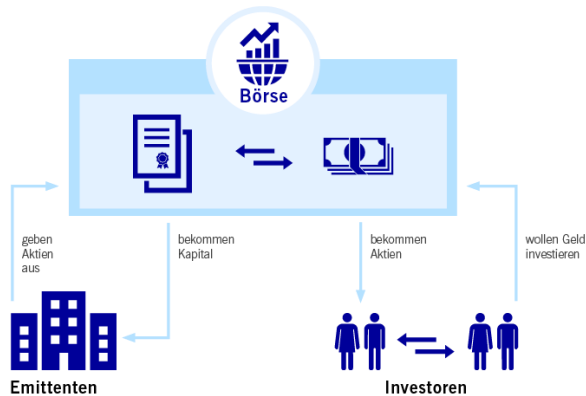 Börse
geben
Aktien
aus
bekommen
Kapital
bekommen
Aktien
wollen Geld
investieren
Emittenten
Investoren